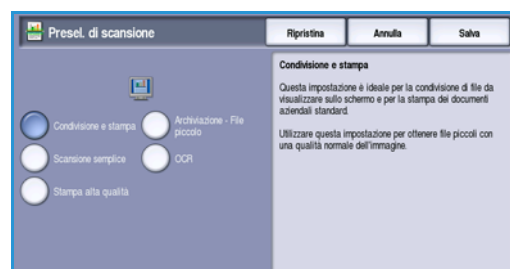 Presel. di scansione
Ripristina
Annulla
Salva
Condivisione e stampa
Archiviazione - File
piccolo
Scansione semplice
OCR
Stampa alta qualità
Condivisione e stampa
Questa impostazione è ideale per la condivisione di file da
visualizzare sullo schermo e per la stampa dei documenti
aziendali standard.
Utilizzare questa impostazione per ottenere file piccoli con
una qualità normale dell'immagine.